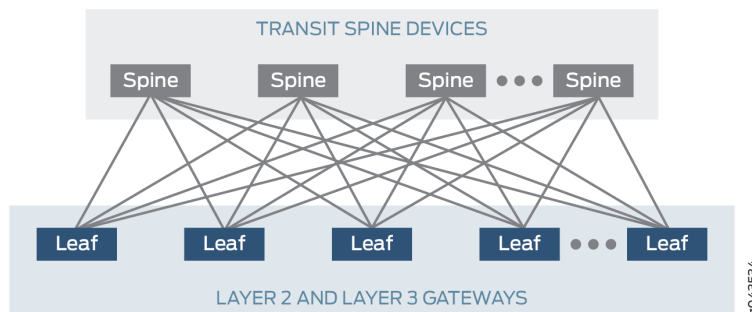 TRANSIT SPINE DEVICES
Spine Spine Spine Spine
Leaf Leaf Leaf Leaf Leaf
LAYER 2 AND LAYER 3 GATEWAYS